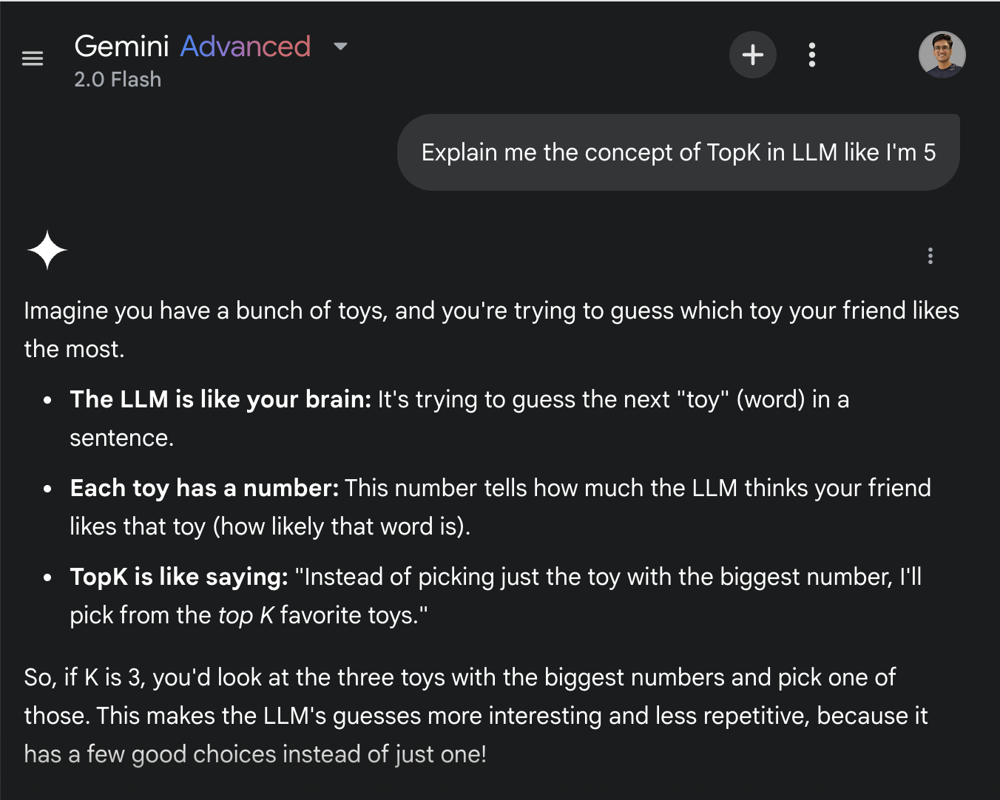 Gemini Advanced
2.0 Flash
Explain me the concept of TopK in LLM like I'm 5
Imagine you have a bunch of toys, and you're trying to guess which toy your friend likes
the most.
• The LLM is like your brain: It's trying to guess the next "toy" (word) in a
sentence.
• Each toy has a number: This number tells how much the LLM thinks your friend
likes that toy (how likely that word is).
• TopK is like saying: "Instead of picking just the toy with the biggest number, I'll
pick from the top K favorite toys."
So, if K is 3, you'd look at the three toys with the biggest numbers and pick one of
those. This makes the LLM's guesses more interesting and less repetitive, because it
has a few good choices instead of just one!